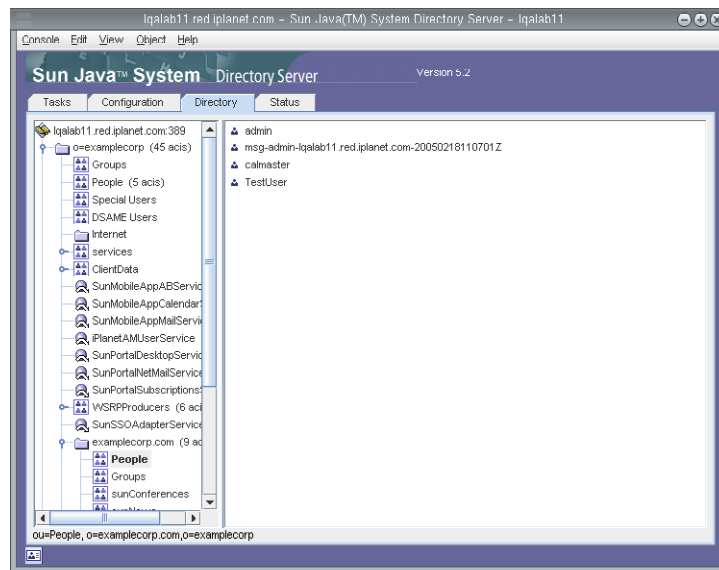 lqalab11 red.iplanet.com - Sun Java(TM) System Directory Server - lqalab11
Console Edit View Object Help
Sun Java™ System Directory Server Version 5.2
Tasks Configuration Directory Status
lqalab11.red.iplanet.com:389
o=examplecorp (45 acis)
Groups
People (5 acis)
Special Users
DSAME Users
Internet
services
ClientData
SunMobileAppABServic
SunMobileAppCalendar
SunMobileAppMailServi
iPlanetAMUserService
SunPortalDesktopServic
SunPortalNetMailService
SunPortalSubscriptions
WSRPProducers (6 aci
SunSSOAdapterService
examplecorp.com (9 ac
People
Groups
sunConferences
admin
msg-admin-lqalab11.red.iplanet.com-20050218110701Z
calmaster
TestUser
ou=People, o=examplecorp.com,o=examplecorp